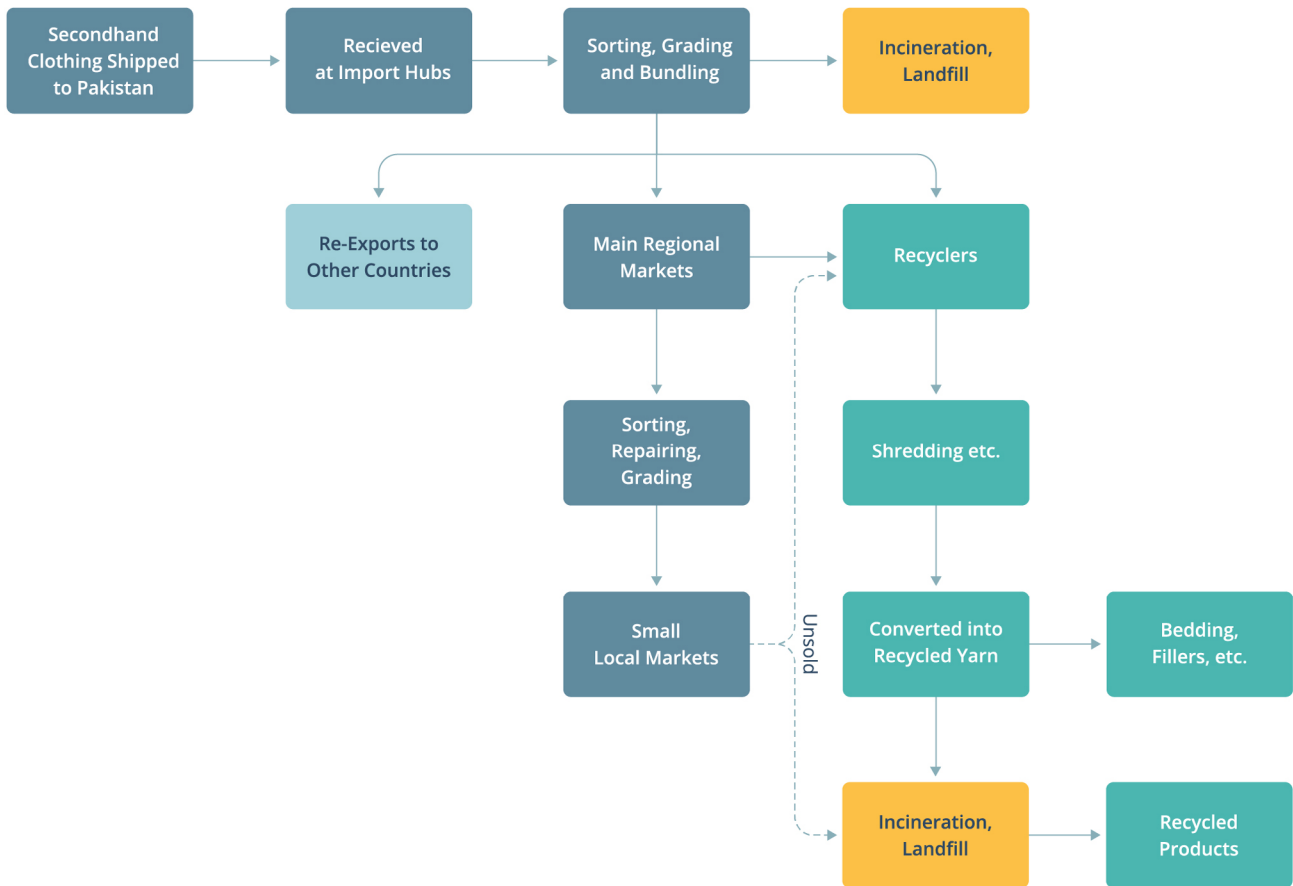 Secondhand
Clothing Shipped
to Pakistan
Recieved
at Import Hubs
Sorting, Grading
and Bundling
Incineration,
Landfill
Re-Exports to
Other Countries
Main Regional
Markets
Recyclers
Sorting,
Repairing,
Grading
Shredding etc.
Small
Local Markets
Unsold
Converted into
Recycled Yarn
Bedding,
Fillers, etc.
Incineration,
Landfill
Recycled
Products